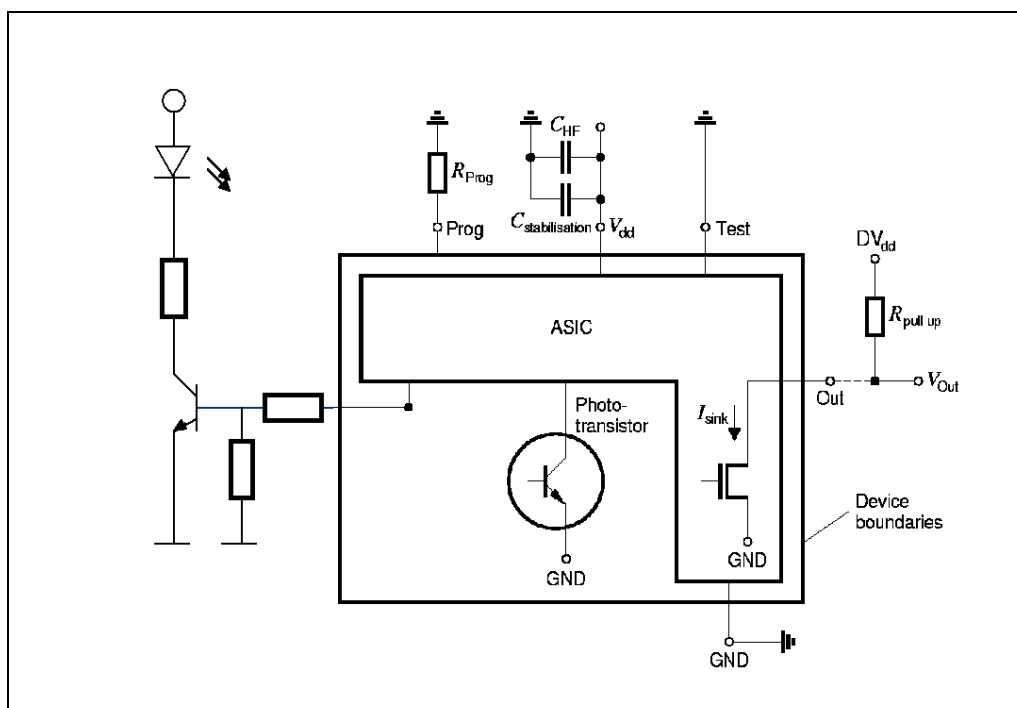 C_HF
R_Prog
Prog
C_stabilisation
V_dd
Test
DV_dd
R_pull up
ASIC
V_Out
Out
Photo-
transistor
I_sink
Device
boundaries
GND
GND
GND